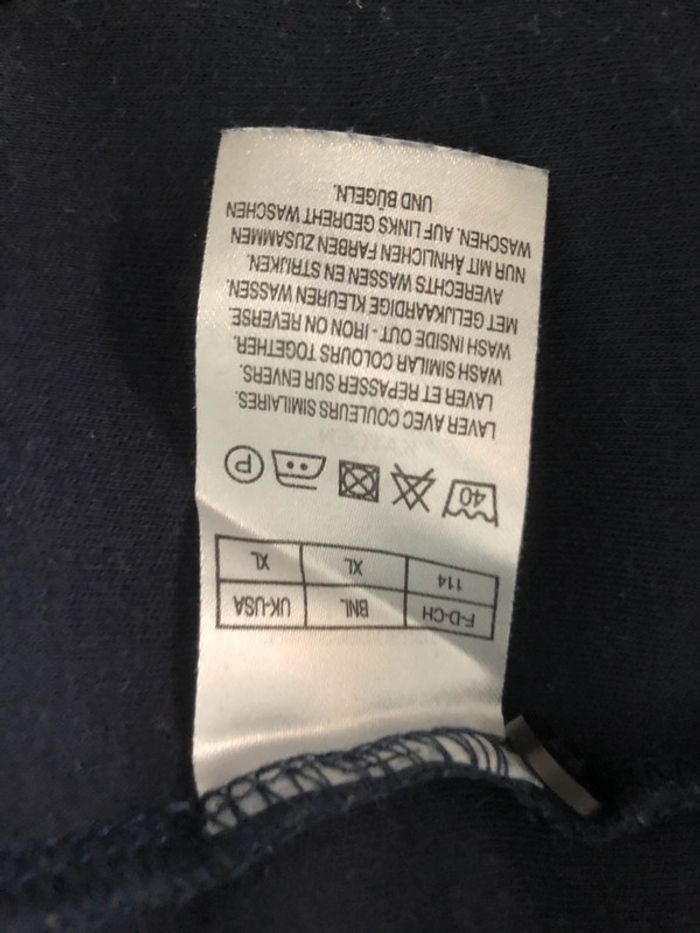 F-D-CH BNL UK-USA
114 XL XL
40 P
LAVER AVEC COULEURS SIMILAIRES.
LAVER ET REPASSER SUR ENVERS.
WASH SIMILAR COLOURS TOGETHER.
WASH INSIDE OUT - IRON ON REVERSE
MET GELIJKAARDIGE KLEUREN WASSEN.
AVERECHTS WASSEN EN STRIJKEN.
NUR MIT ÄHNLICHEN FARBEN ZUSAMMEN
WASCHEN. AUF LINKS GEDREHT WASCHEN
UND BÜGELN.